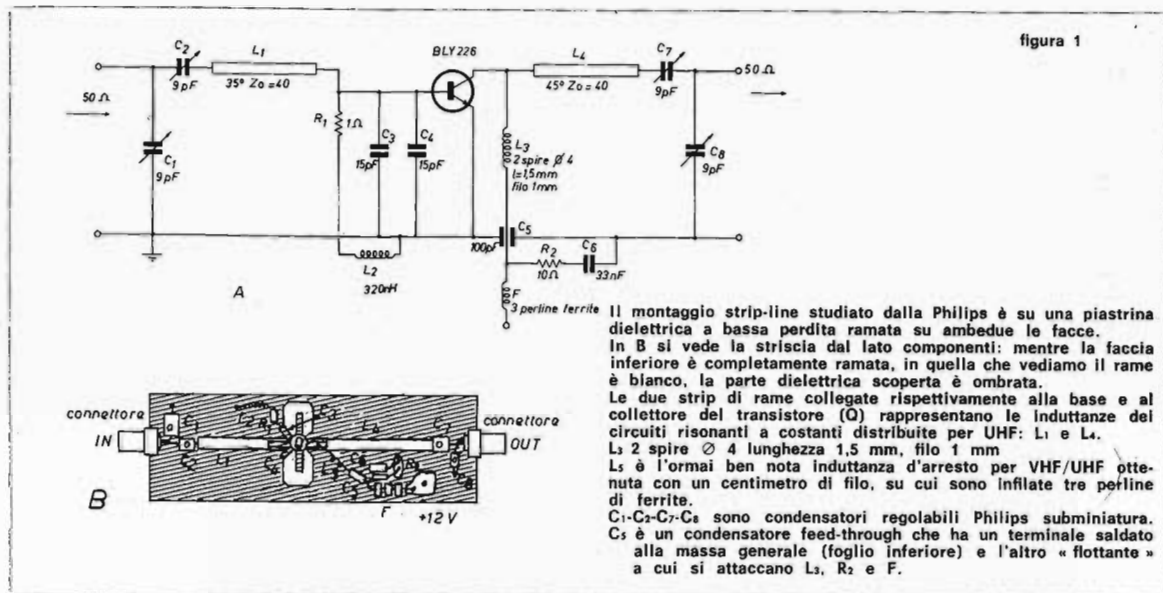 figura 1
C2
9pF
L1
35° Zo=40
BLY226
L4
45° Zo=40
C7
9pF
50Ω
50Ω
C1
9pF
R1
1Ω
C3
15pF
C4
15pF
L3
2 spire Ø 4
l=1,5mm
filo 1mm
C8
9pF
C5
100pF
R2
10Ω
C6
33nF
L2
320nH
F
3 perline ferrite
A
Il montaggio strip-line studiato dalla Philips è su una piastrina
dielettrica a bassa perdita ramata su ambedue le facce.
In B si vede la striscia dal lato componenti: mentre la faccia
inferiore è completamente ramata, in quella che vediamo il rame
è bianco, la parte dielettrica scoperta è ombrata.
Le due strip di rame collegate rispettivamente alla base e al
collettore del transistore (Q) rappresentano le induttanze dei
circuiti risonanti a costanti distribuite per UHF: L1 e L4.
L3 2 spire Ø 4 lunghezza 1,5 mm, filo 1 mm
L5 è l'ormai ben nota induttanza d'arresto per VHF/UHF otte-
nuta con un centimetro di filo, su cui sono infilate tre perline
di ferrite.
C1-C2-C7-C8 sono condensatori regolabili Philips subminiatura.
C5 è un condensatore feed-through che ha un terminale saldato
alla massa generale (foglio inferiore) e l'altro « flottante »
a cui si attaccano L3, R2 e F.
connettore
IN
C2
L1
C4
L4
C5
connettore
OUT
C8
F
+12 V
B